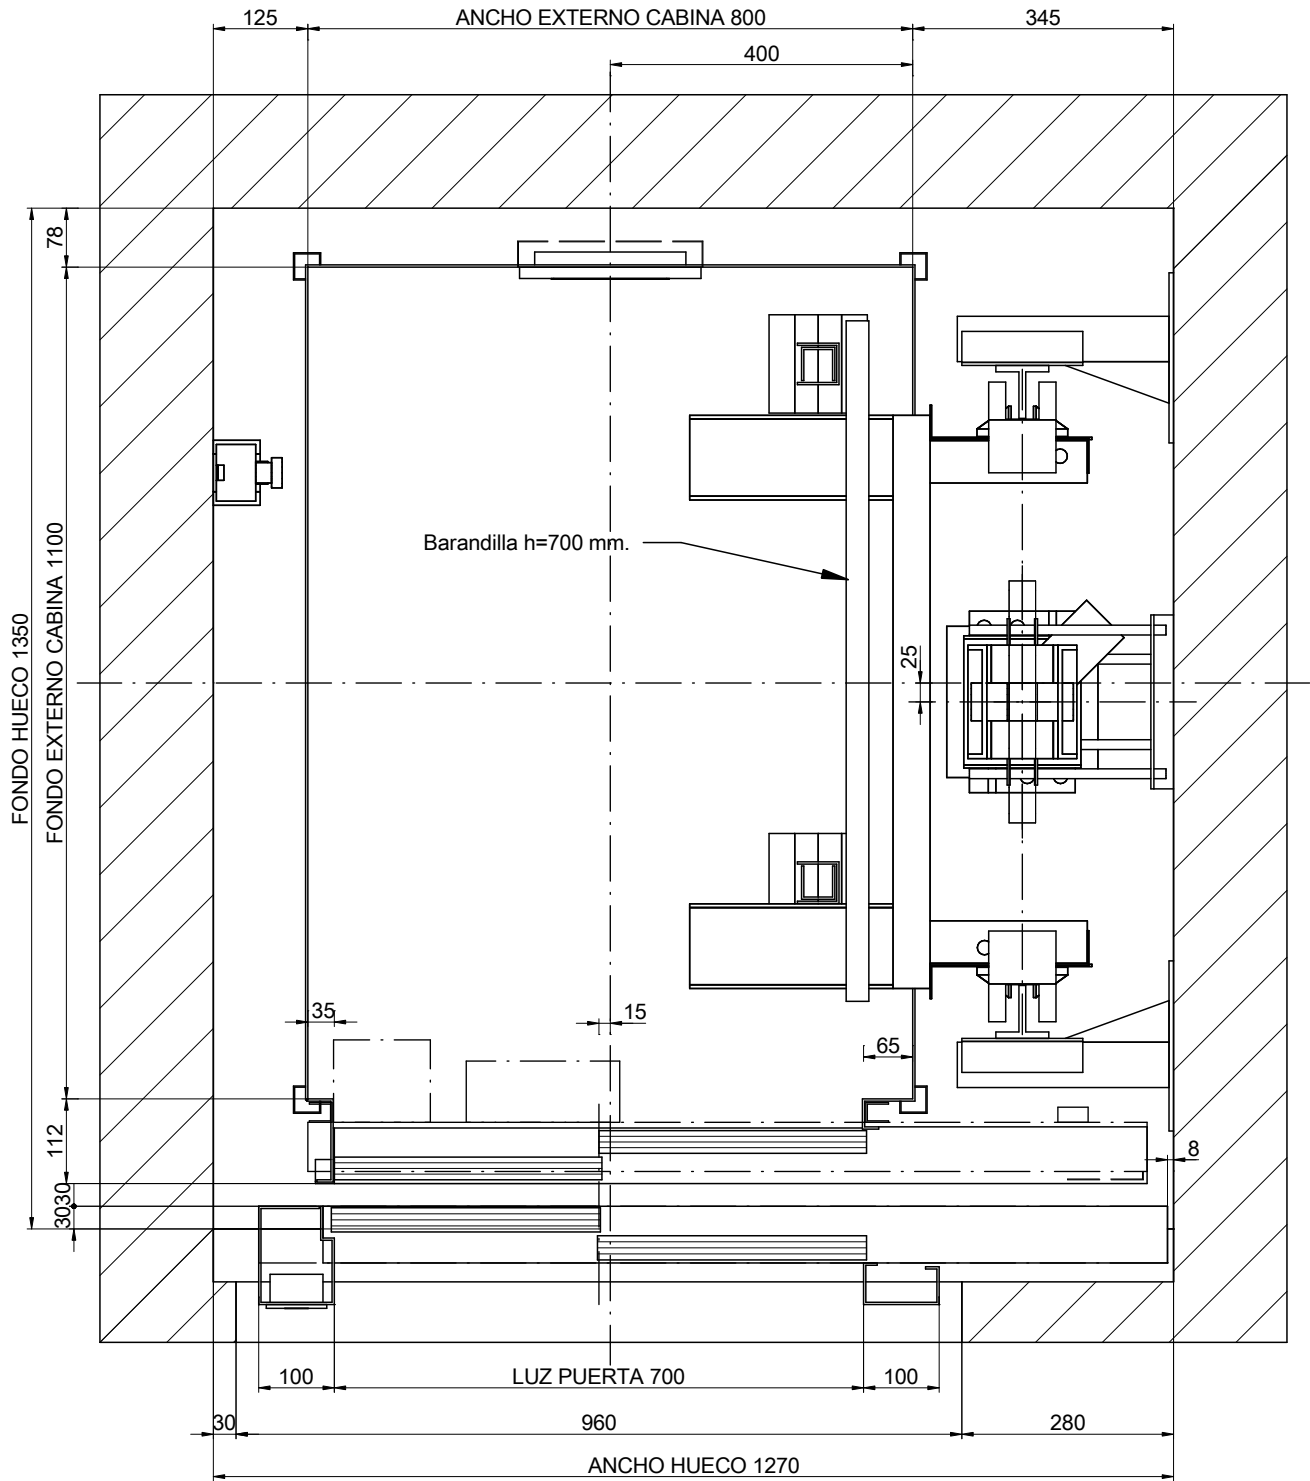 125
ANCHO EXTERNO CABINA 800
345
400
78
FONDO HUECO 1350
FONDO EXTERNO CABINA 1100
Barandilla h=700 mm.
25
35
15
65
112
8
30
30
100
LUZ PUERTA 700
100
30
960
280
ANCHO HUECO 1270